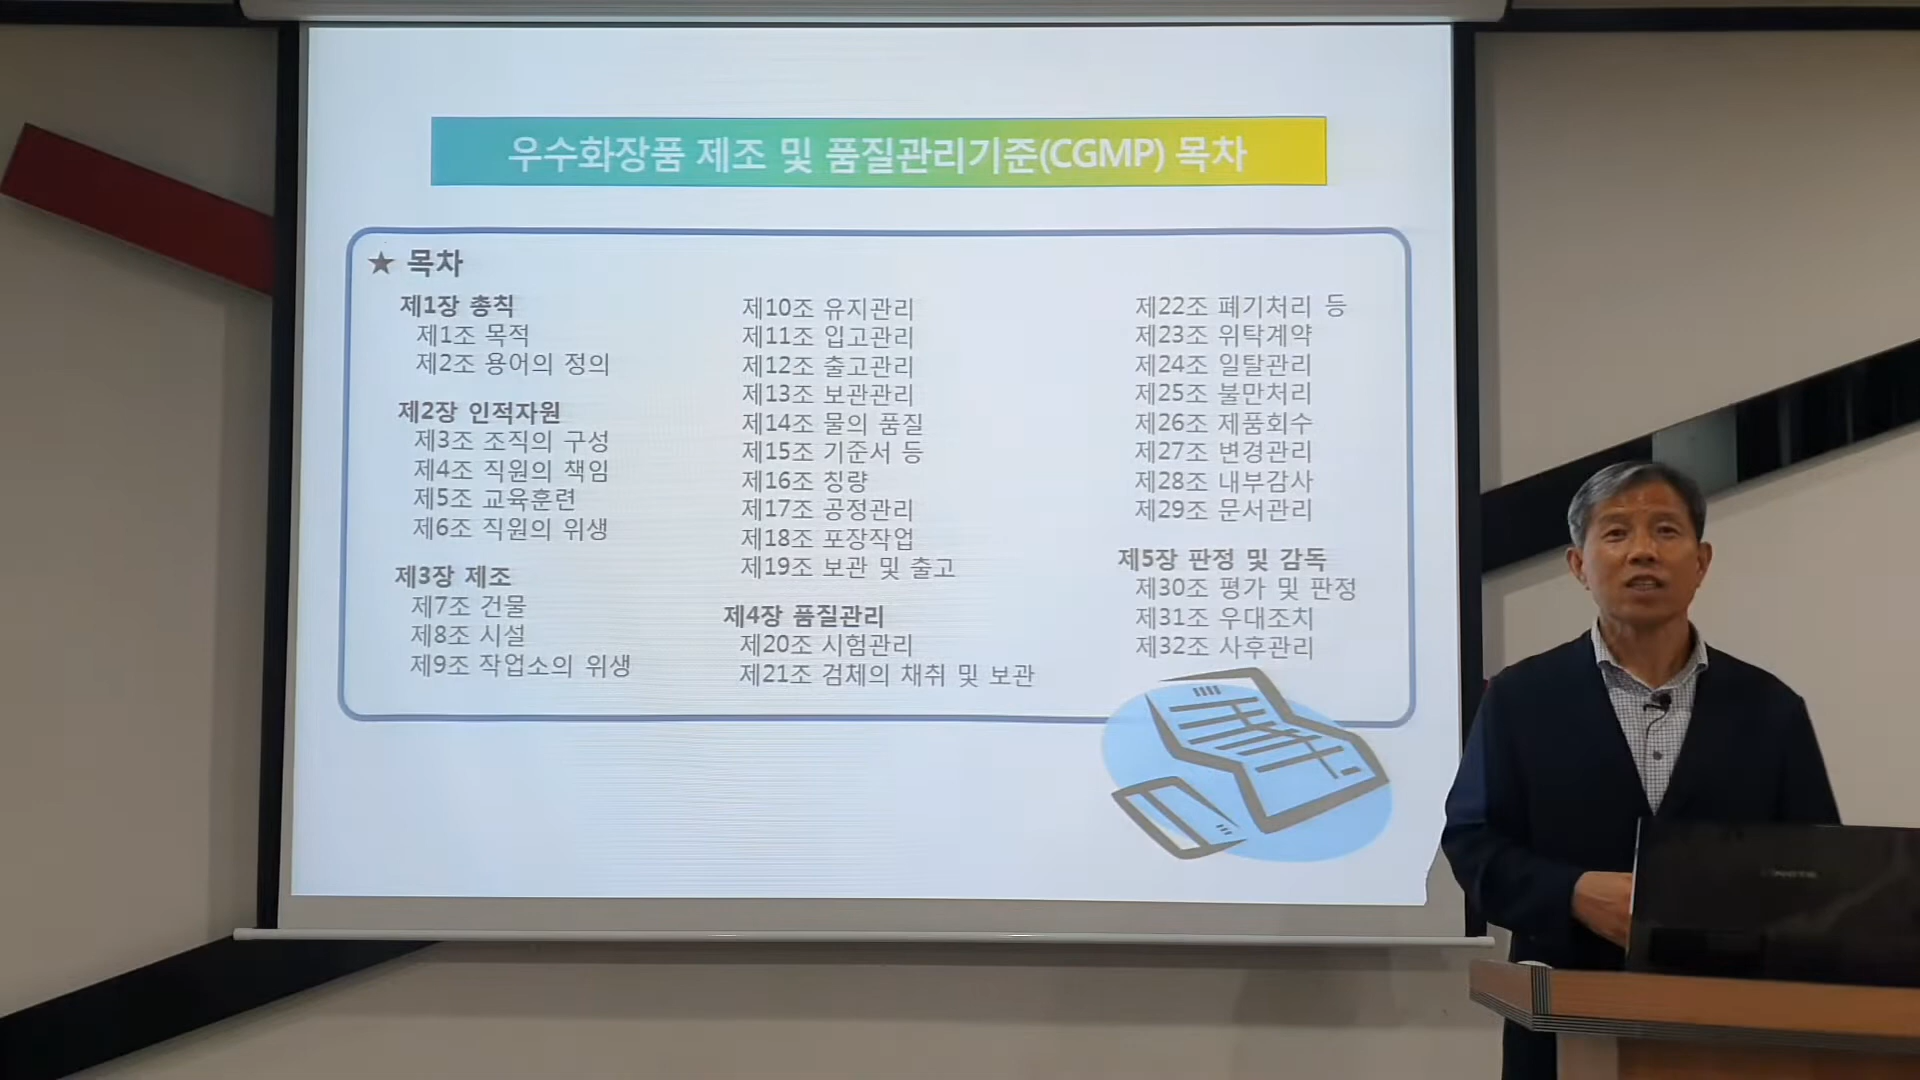 우수화장품 제조 및 품질관리기준(CGMP) 목차
★ 목차
제1장 총칙
제1조 목적
제2조 용어의 정의
제2장 인적자원
제3조 조직의 구성
제4조 직원의 책임
제5조 교육훈련
제6조 직원의 위생
제3장 제조
제7조 건물
제8조 시설
제9조 작업소의 위생
제10조 유지관리
제11조 입고관리
제12조 출고관리
제13조 보관관리
제14조 물의 품질
제15조 기준서 등
제16조 칭량
제17조 공정관리
제18조 포장작업
제19조 보관 및 출고
제4장 품질관리
제20조 시험관리
제21조 검체의 채취 및 보관
제22조 폐기처리 등
제23조 위탁계약
제24조 일탈관리
제25조 불만처리
제26조 제품회수
제27조 변경관리
제28조 내부감사
제29조 문서관리
제5장 판정 및 감독
제30조 평가 및 판정
제31조 우대조치
제32조 사후관리